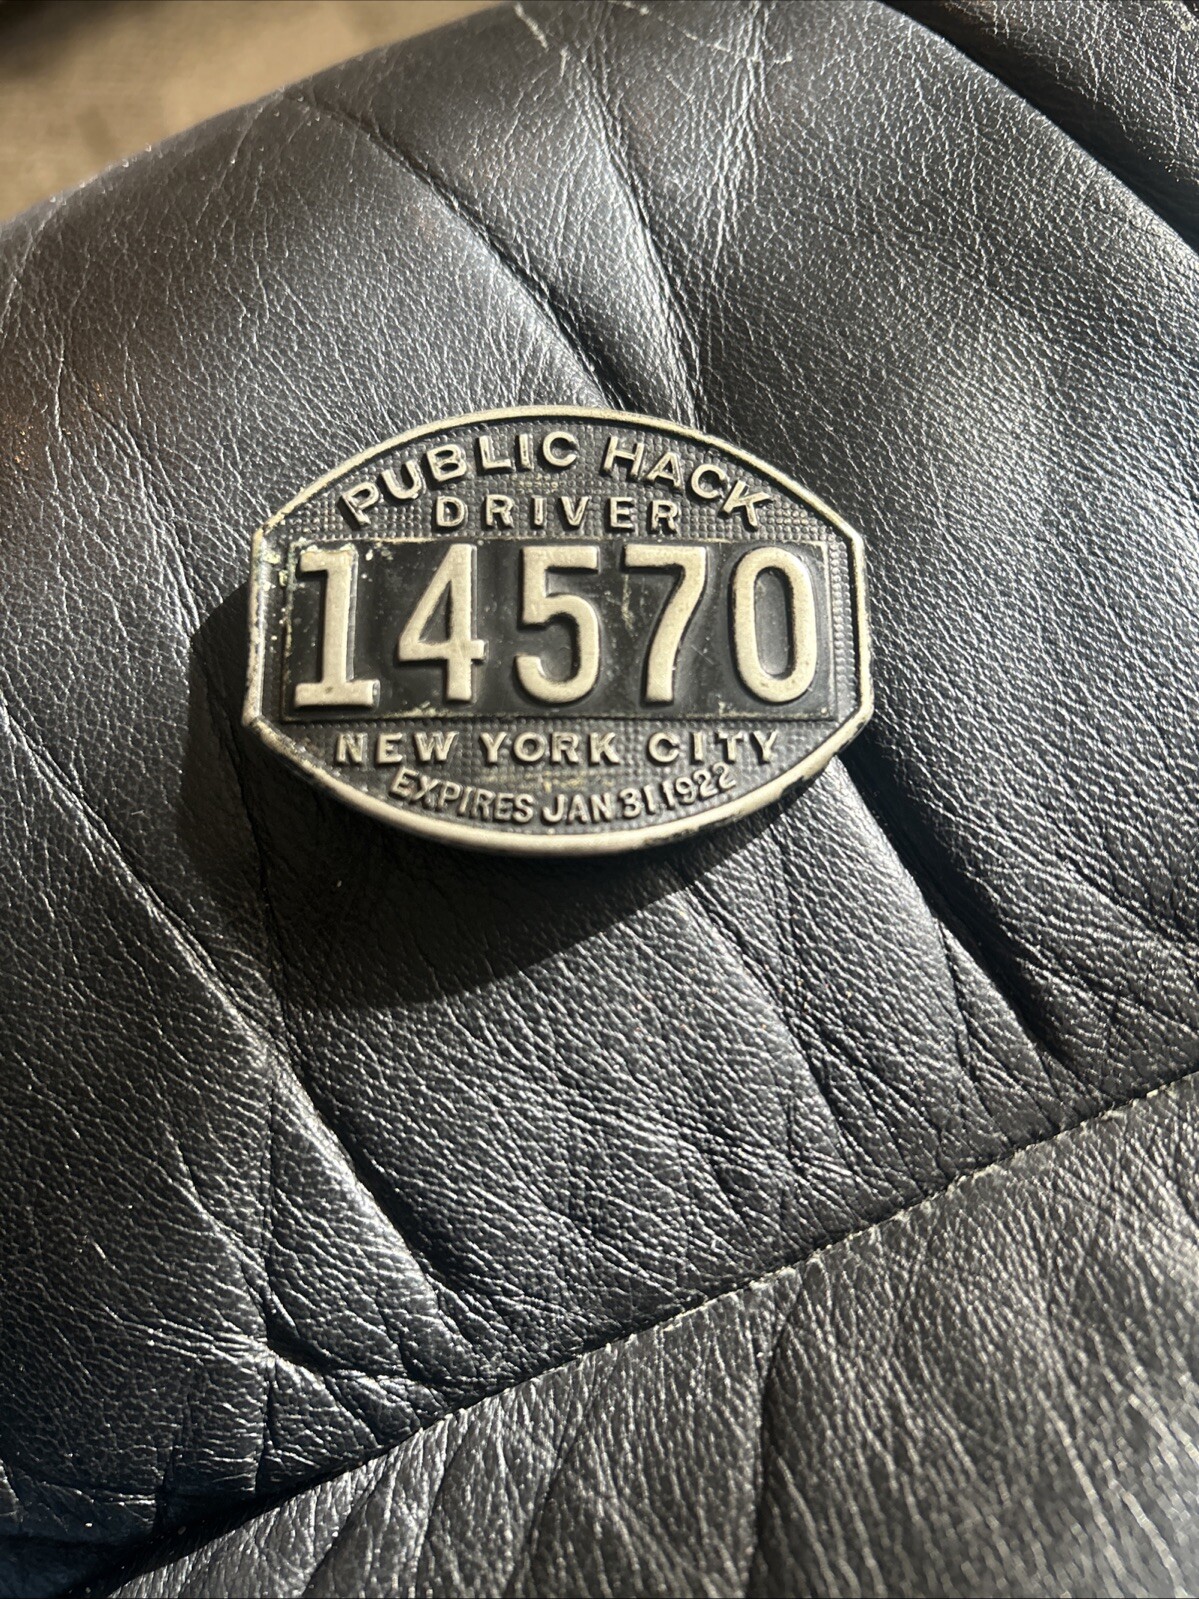 PUBLIC HACK
DRIVER
14570
NEW YORK CITY
EXPIRES JAN 31 1922